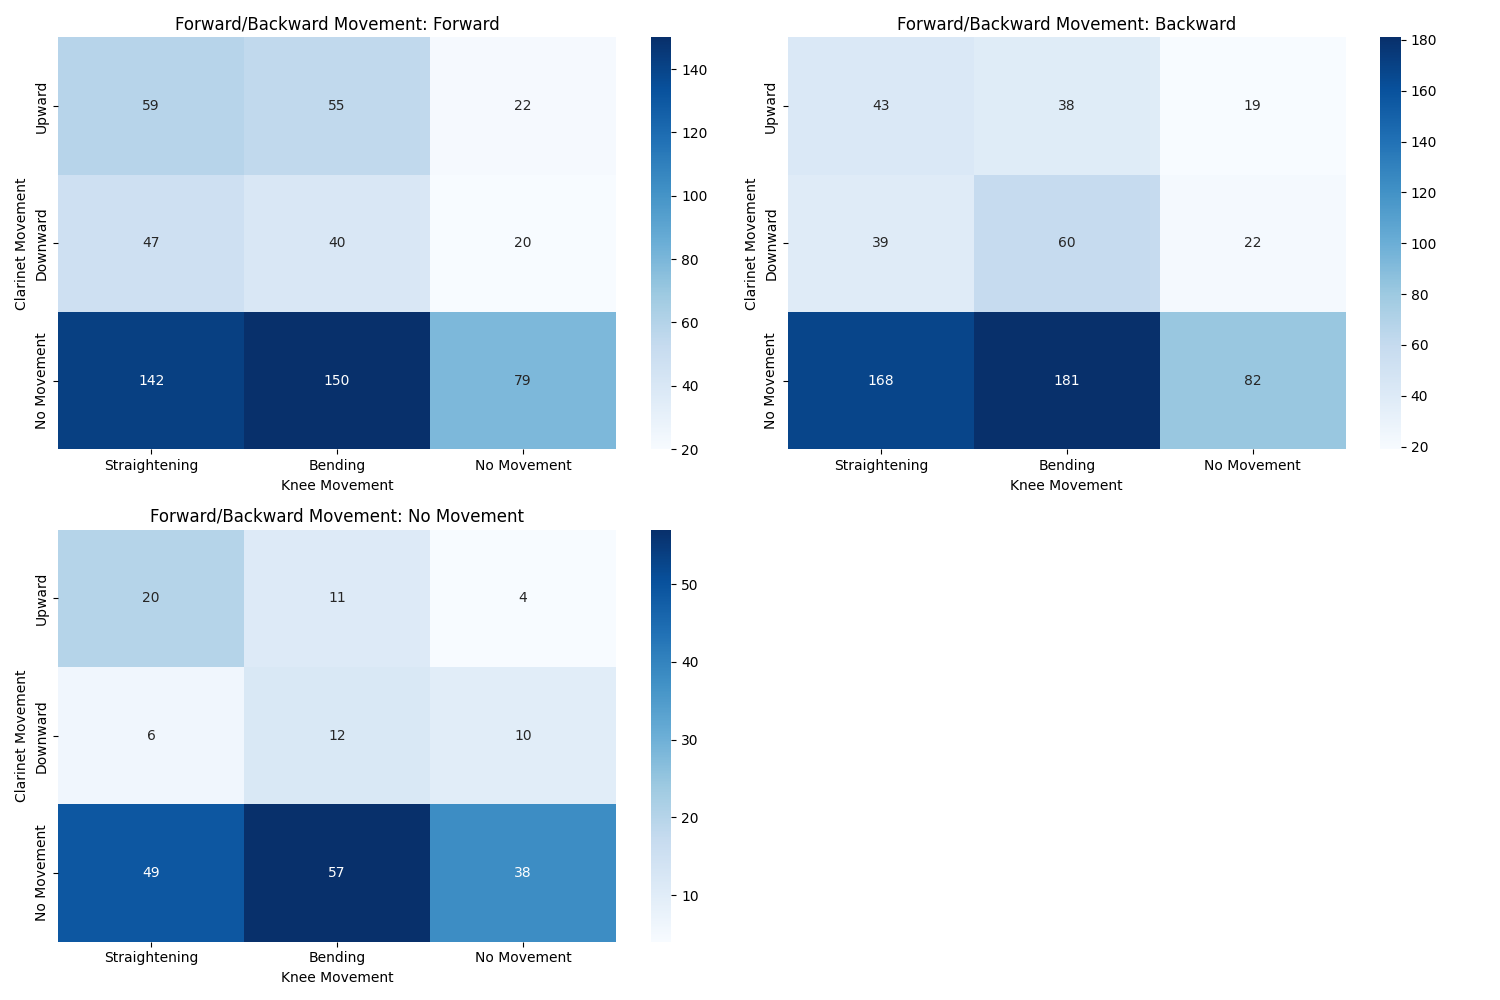 Forward/Backward Movement: Forward
Clarinet Movement
Upward
59 55 22
Downward
47 40 20
No Movement
142 150 79
Straightening Bending No Movement
Knee Movement
140
120
100
80
60
40
20
Forward/Backward Movement: Backward
Clarinet Movement
Upward
43 38 19
Downward
39 60 22
No Movement
168 181 82
Straightening Bending No Movement
Knee Movement
180
160
140
120
100
80
60
40
20
Forward/Backward Movement: No Movement
Clarinet Movement
Upward
20 11 4
Downward
6 12 10
No Movement
49 57 38
Straightening Bending No Movement
Knee Movement
50
40
30
20
10